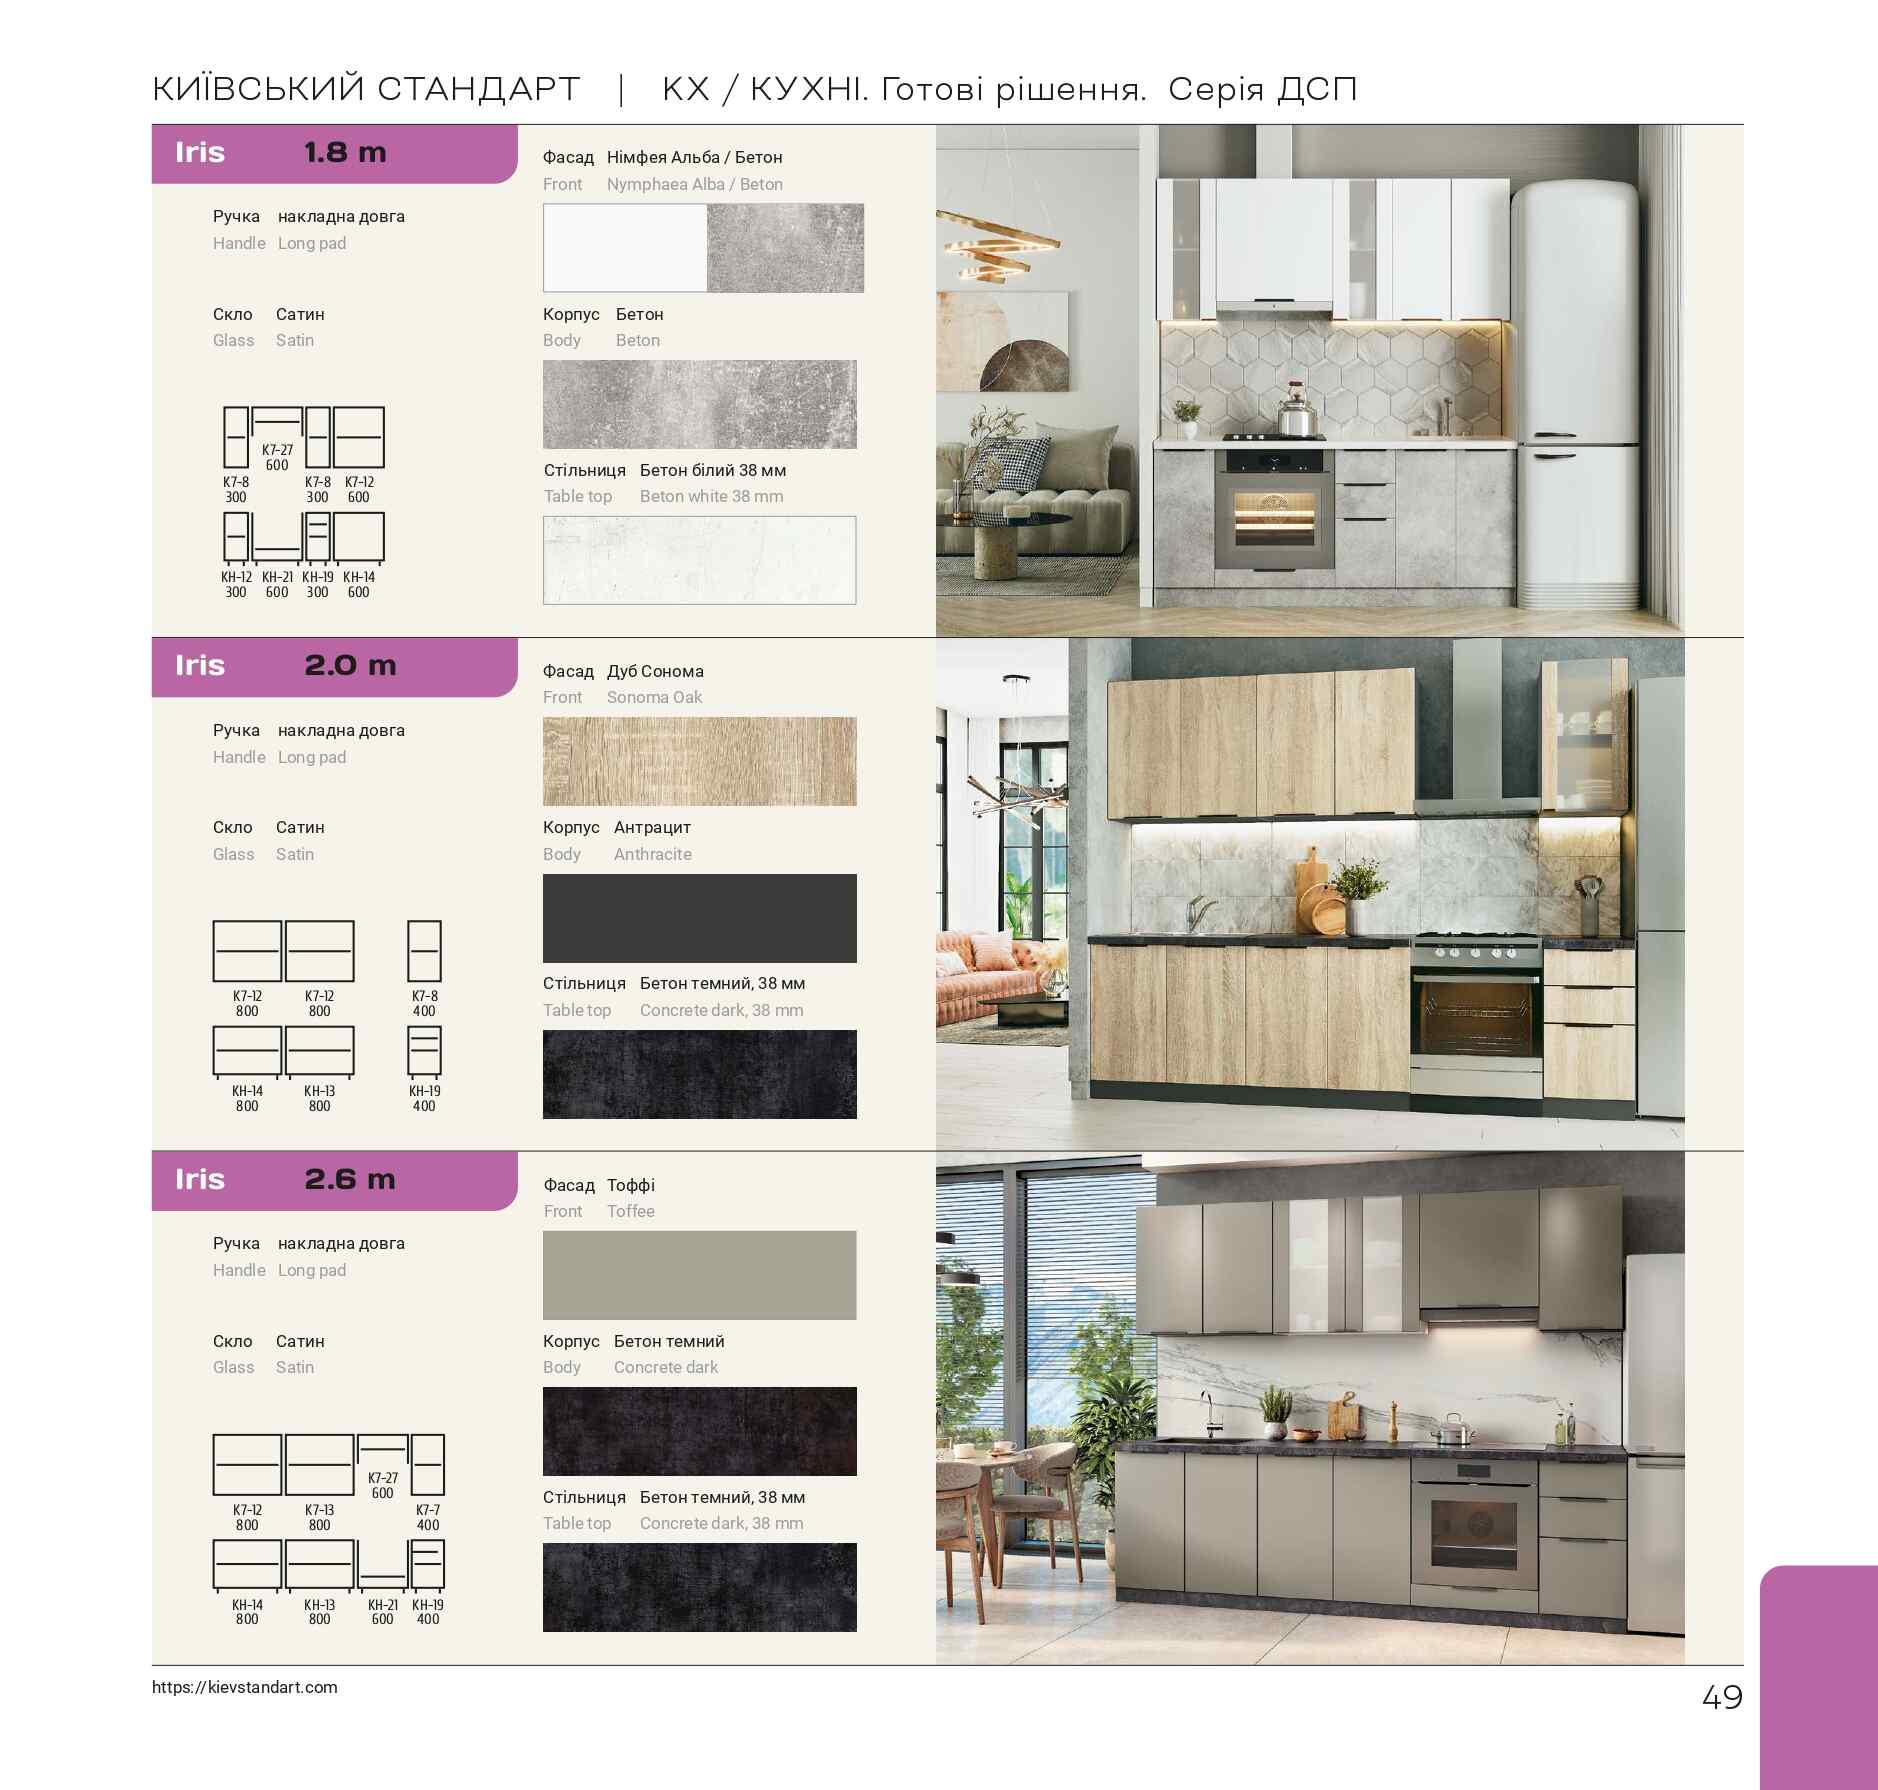 КИЇВСЬКИЙ СТАНДАРТ | КХ / КУХНІ. Готові рішення. Серія ДСП
Iris 1.8 m
Ручка накладна довга
Handle Long pad
Скло Сатин
Glass Satin
К7-27
600
К7-8 К7-8 К7-12
300 300 600
КН-12 КН-21 КН-19 КН-14
300 600 300 600
Фасад Німфея Альба / Бетон
Front Nymphaea Alba / Beton
Корпус Бетон
Body Beton
Стільниця Бетон білий 38 мм
Table top Beton white 38 mm
Iris 2.0 m
Ручка накладна довга
Handle Long pad
Скло Сатин
Glass Satin
К7-12 К7-12 К7-8
800 800 400
КН-14 КН-13 КН-19
800 800 400
Фасад Дуб Сонома
Front Sonoma Oak
Корпус Антрацит
Body Anthracite
Стільниця Бетон темний, 38 мм
Table top Concrete dark, 38 mm
Iris 2.6 m
Ручка накладна довга
Handle Long pad
Скло Сатин
Glass Satin
К7-27
600
К7-12 К7-13 К7-7
800 800 400
КН-14 КН-13 КН-21 КН-19
800 800 600 400
Фасад Тоффі
Front Toffee
Корпус Бетон темний
Body Concrete dark
Стільниця Бетон темний, 38 мм
Table top Concrete dark, 38 mm
https://kievstandart.com
49